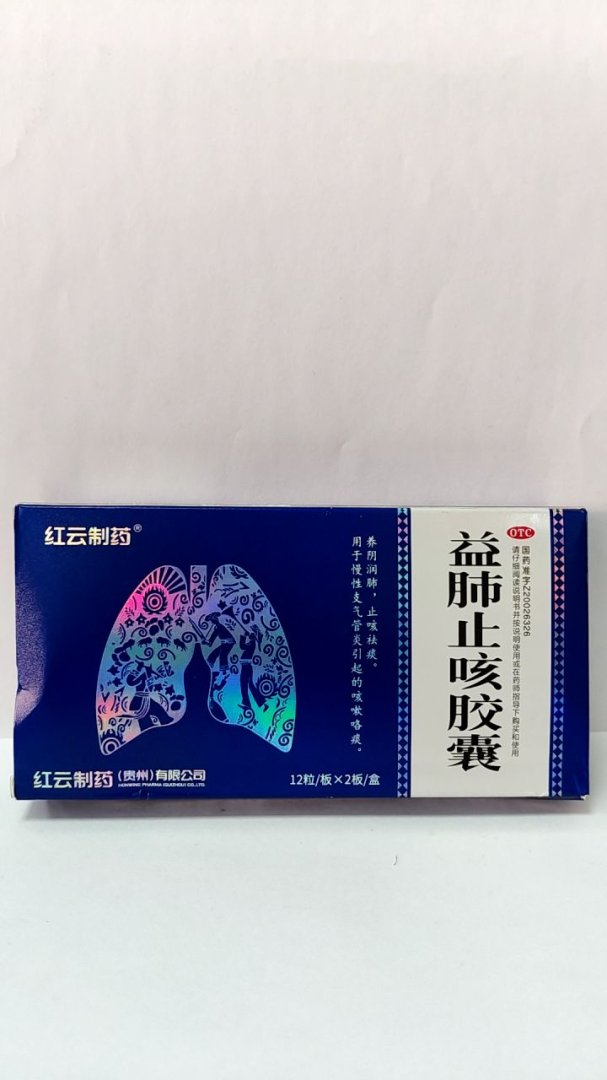 红云制药®
养阴润肺，止咳祛痰。
用于慢性支气管炎引起的咳嗽咯痰。
红云制药(贵州)有限公司
HONWING PHARMA (GUIZHOU) CO.,LTD.
12粒/板×2板/盒
OTC
国药准字Z20026326
请仔细阅读说明书并按说明使用或在药师指导下购买和使用
益肺止咳胶囊